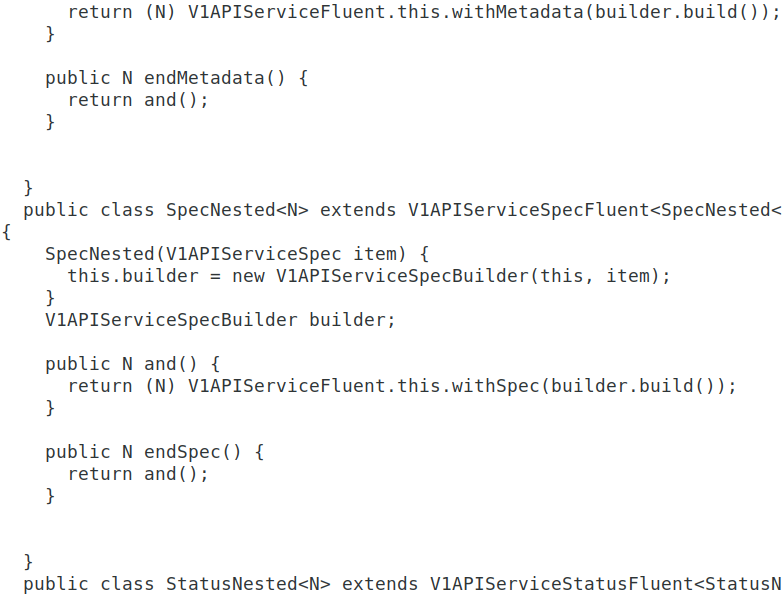 return (N) V1APIServiceFluent.this.withMetadata(builder.build());
}
public N endMetadata() {
return and();
}
}
public class SpecNested<N> extends V1APIServiceSpecFluent<SpecNested<
{
SpecNested(V1APIServiceSpec item) {
this.builder = new V1APIServiceSpecBuilder(this, item);
}
V1APIServiceSpecBuilder builder;
public N and() {
return (N) V1APIServiceFluent.this.withSpec(builder.build());
}
public N endSpec() {
return and();
}
}
public class StatusNested<N> extends V1APIServiceStatusFluent<StatusN